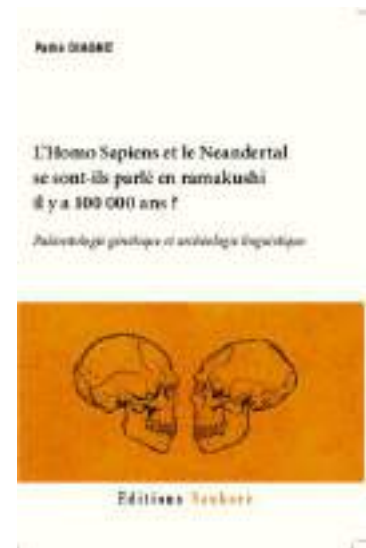 Pathé DIAGNE
L'Homo Sapiens et le Neandertal
se sont-ils parlé en ramakushi
il y a 100 000 ans ?
Paléontologie génétique et archéologie linguistique
Editions Sankoré